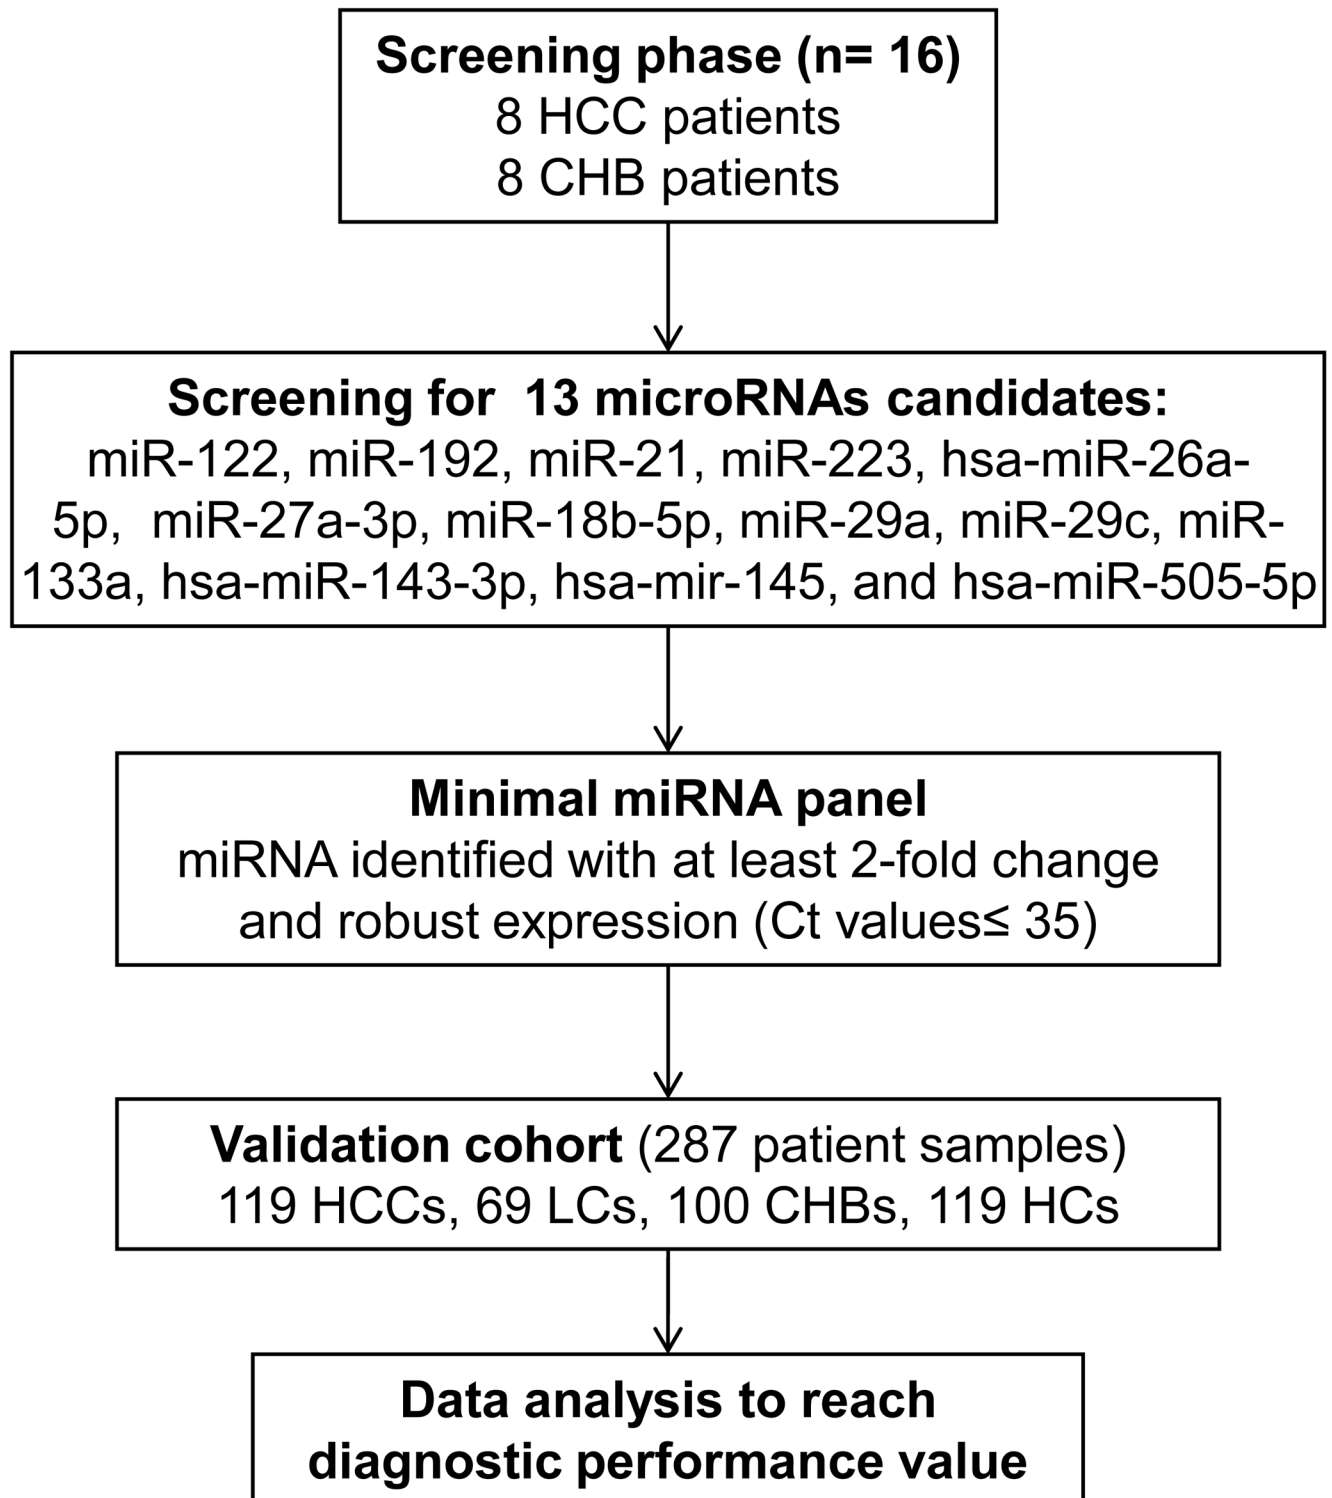 Screening phase (n= 16)
8 HCC patients
8 CHB patients
Screening for  13 microRNAs candidates:
miR-122, miR-192, miR-21, miR-223, hsa-miR-26a-
5p,  miR-27a-3p, miR-18b-5p, miR-29a, miR-29c, miR-
133a, hsa-miR-143-3p, hsa-mir-145, and hsa-miR-505-5p
Minimal miRNA panel
miRNA identified with at least 2-fold change
and robust expression (Ct values≤ 35)
Validation cohort (287 patient samples)
119 HCCs, 69 LCs, 100 CHBs, 119 HCs
Data analysis to reach
diagnostic performance value